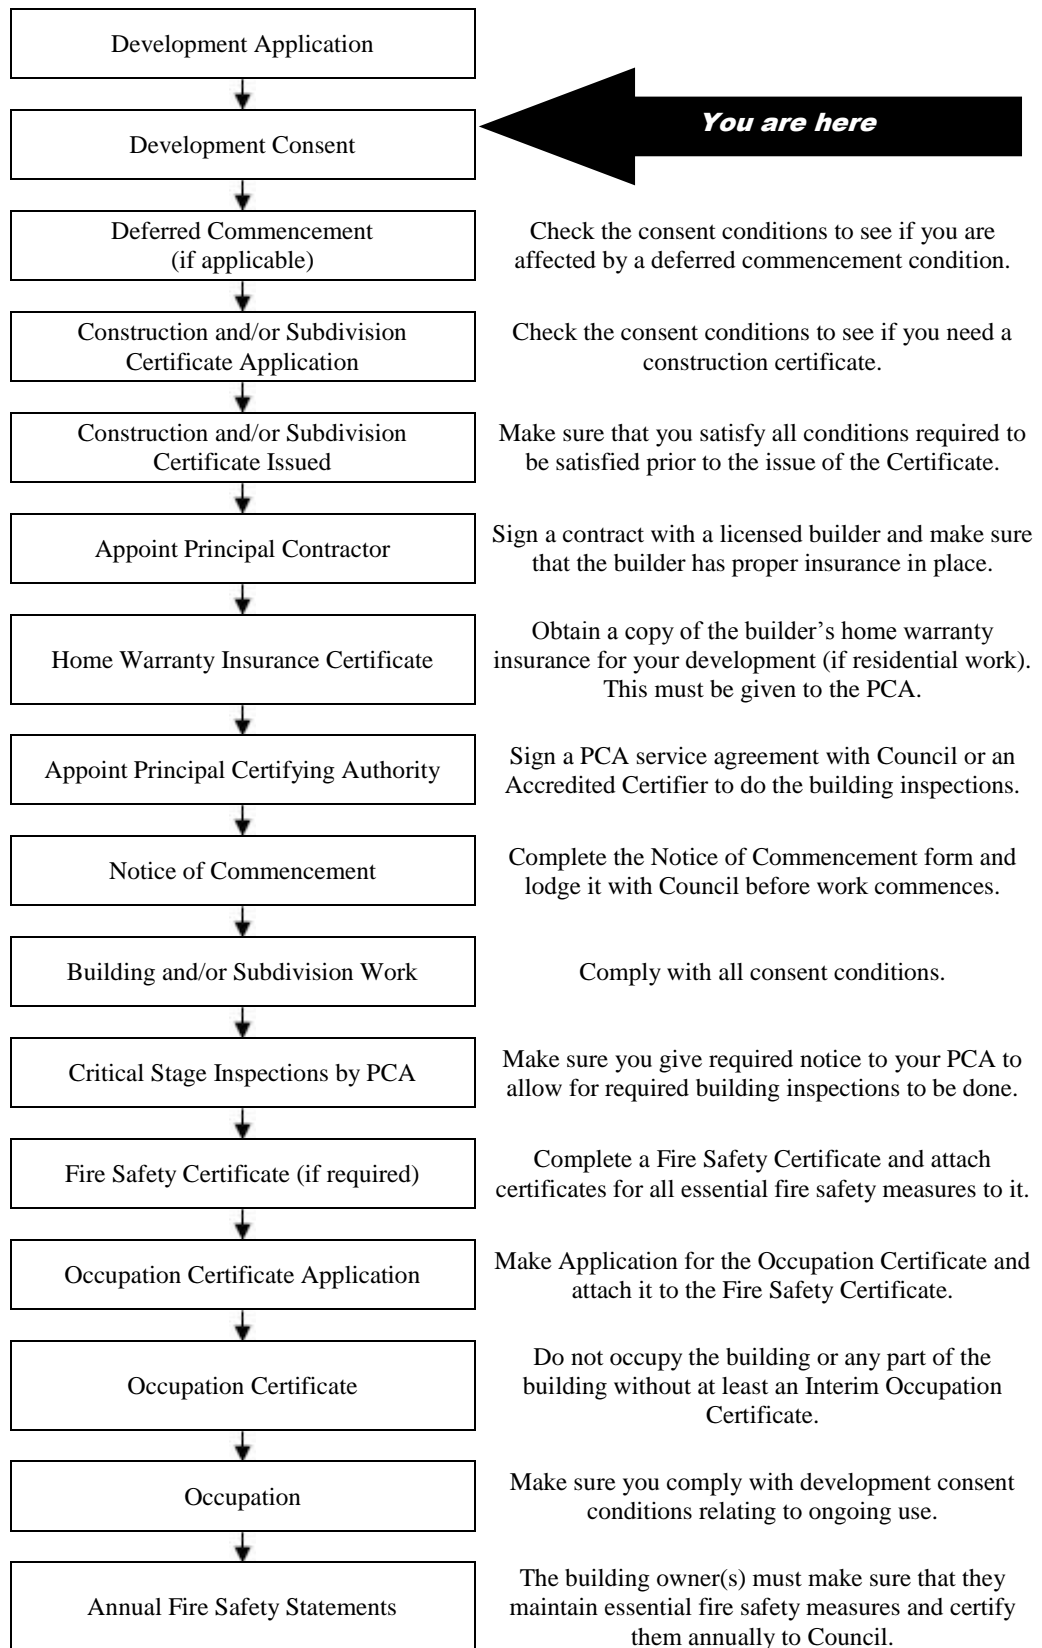 Development Application
Development Consent
You are here
Deferred Commencement
(if applicable)
Check the consent conditions to see if you are
affected by a deferred commencement condition.
Construction and/or Subdivision
Certificate Application
Check the consent conditions to see if you need a
construction certificate.
Construction and/or Subdivision
Certificate Issued
Make sure that you satisfy all conditions required to
be satisfied prior to the issue of the Certificate.
Appoint Principal Contractor
Sign a contract with a licensed builder and make sure
that the builder has proper insurance in place.
Home Warranty Insurance Certificate
Obtain a copy of the builder’s home warranty
insurance for your development (if residential work).
This must be given to the PCA.
Appoint Principal Certifying Authority
Sign a PCA service agreement with Council or an
Accredited Certifier to do the building inspections.
Notice of Commencement
Complete the Notice of Commencement form and
lodge it with Council before work commences.
Building and/or Subdivision Work
Comply with all consent conditions.
Critical Stage Inspections by PCA
Make sure you give required notice to your PCA to
allow for required building inspections to be done.
Fire Safety Certificate (if required)
Complete a Fire Safety Certificate and attach
certificates for all essential fire safety measures to it.
Occupation Certificate Application
Make Application for the Occupation Certificate and
attach it to the Fire Safety Certificate.
Occupation Certificate
Do not occupy the building or any part of the
building without at least an Interim Occupation
Certificate.
Occupation
Make sure you comply with development consent
conditions relating to ongoing use.
Annual Fire Safety Statements
The building owner(s) must make sure that they
maintain essential fire safety measures and certify
them annually to Council.